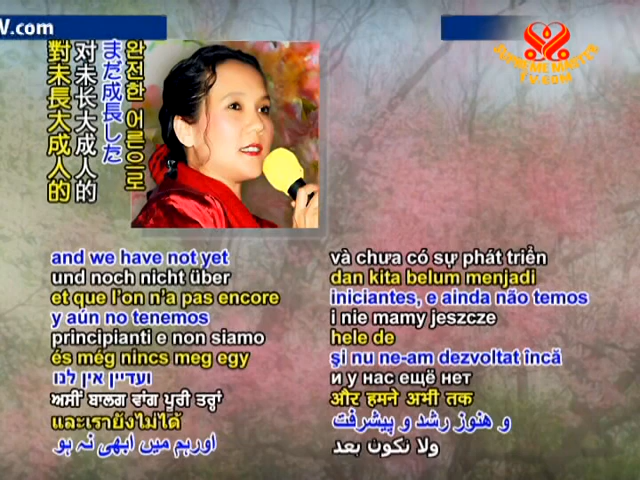 V.com
SUPREME MASTER
TV.COM
완전한 어른으로
まだ成長した
对未长大成人的
對未長大成人的
and we have not yet
und noch nicht über
et que l'on n'a pas encore
y aún no tenemos
principianti e non siamo
és még nincs meg egy
ועדיין אין לנו
ਅਸੀਂ ਬਾਲਗ ਵਾਂਗ ਪੂਰੀ ਤਰ੍ਹਾਂ
และเรายังไม่ได้
اورہم میں ابھی نہ ہو
và chưa có sự phát triển
dan kita belum menjadi
iniciantes, e ainda não temos
i nie mamy jeszcze
hele de
şi nu ne-am dezvoltat încă
и у нас ещё нет
और हमने अभी तक
و هنوز رشد و پیشرفت
ولا نكون بعد